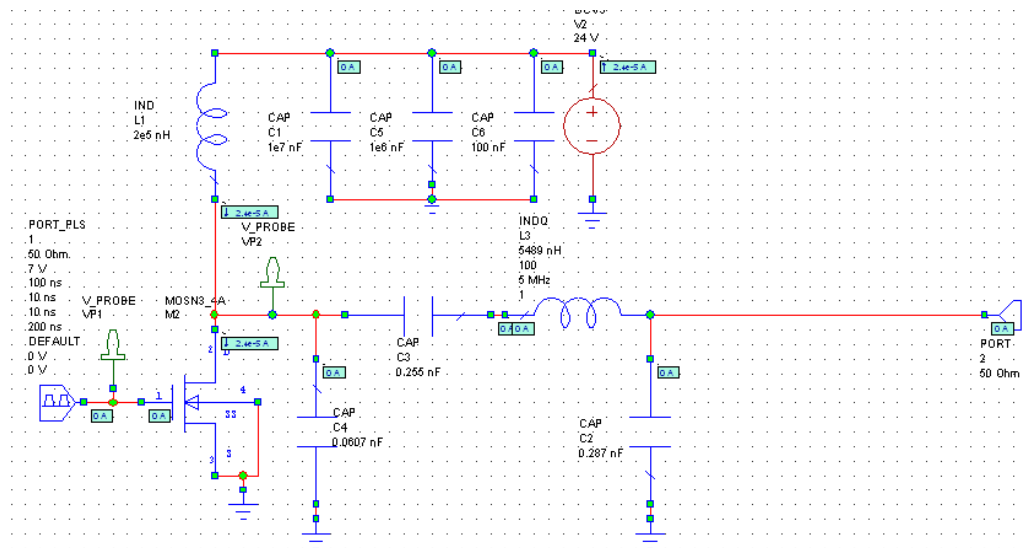 V2
24 V
0 A
0 A
0 A
↑ 2.4e-5 A
IND
L1
2e5 nH
CAP
C1
1e7 nF
CAP
C5
1e6 nF
CAP
C6
100 nF
↓ 2.4e-5 A
V_PROBE
VP2
INDQ
L3
5489 nH
100
5 MHz
1
PORT_PLS
1
50 Ohm
7 V
100 ns
10 ns
10 ns
200 ns
DEFAULT
0 V
0 V
V_PROBE
VP1
MOSN3_4A
M2
0 A
0 A
CAP
C3
0.255 nF
0 A
PORT
2
50 Ohm
2
↓ 2.4e-5 A
0 A
0 A
1
4
SS
0 A
0 A
CAP
C4
0.0607 nF
CAP
C2
0.287 nF
3
S